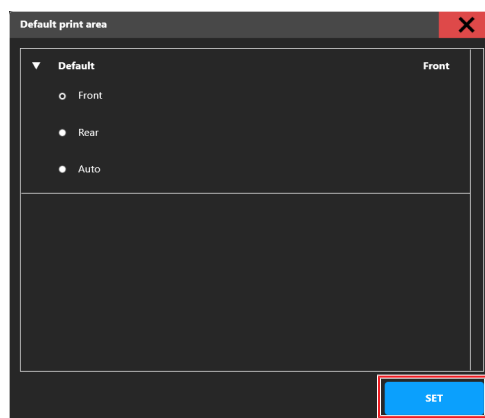 Default print area
Default Front
Front
Rear
Auto
SET